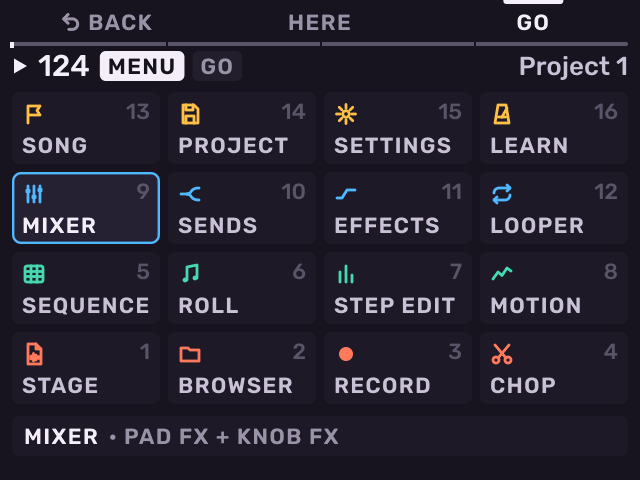 BACK HERE GO
124 MENU GO Project 1
13 14 15 16
SONG PROJECT SETTINGS LEARN
9 10 11 12
MIXER SENDS EFFECTS LOOPER
5 6 7 8
SEQUENCE ROLL STEP EDIT MOTION
1 2 3 4
STAGE BROWSER RECORD CHOP
MIXER • PAD FX + KNOB FX